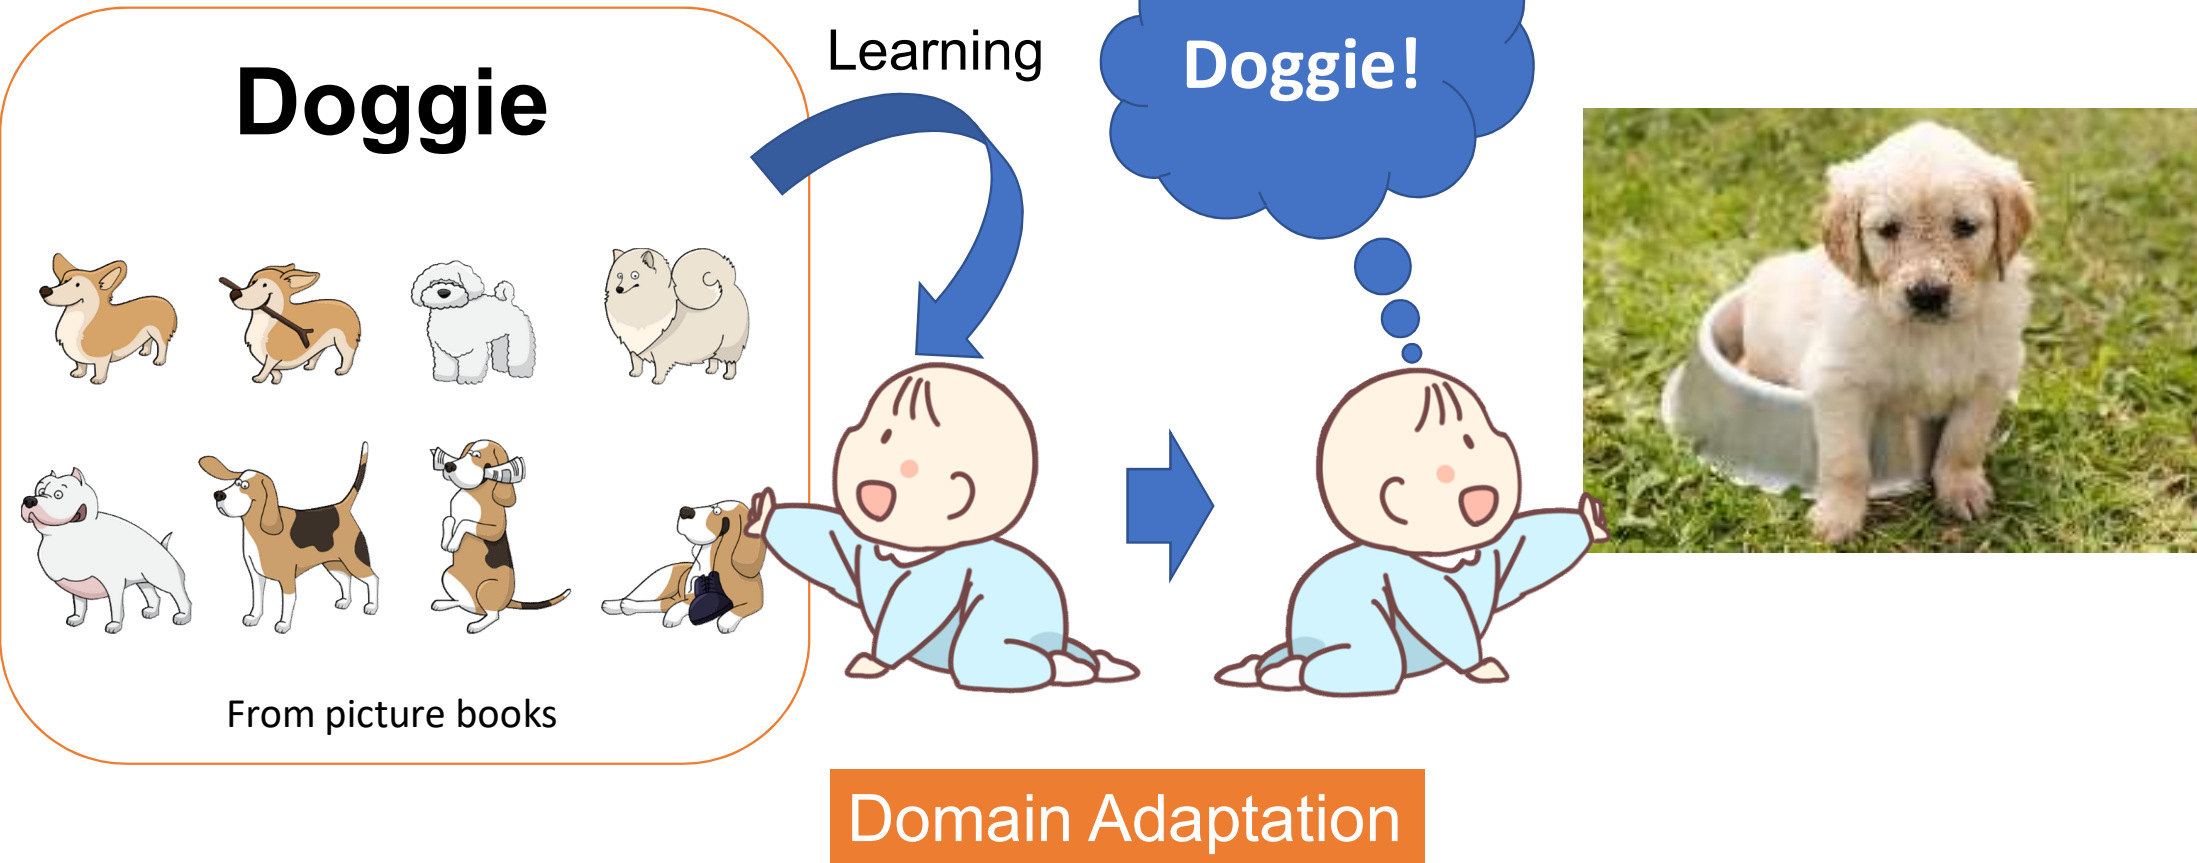 Doggie
From picture books
Learning
Doggie!
Domain Adaptation